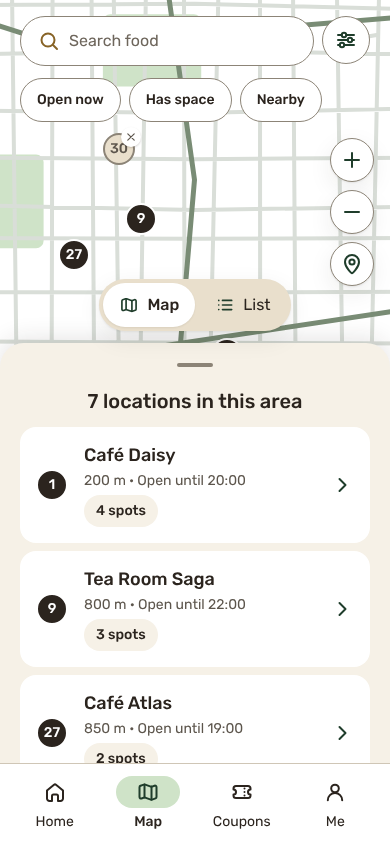 Search food
Open now
Has space
Nearby
30
9
27
Map
List
7 locations in this area
Café Daisy
1
200 m • Open until 20:00
4 spots
Tea Room Saga
9
800 m • Open until 22:00
3 spots
Café Atlas
27
850 m • Open until 19:00
2 spots
Home
Map
Coupons
Me